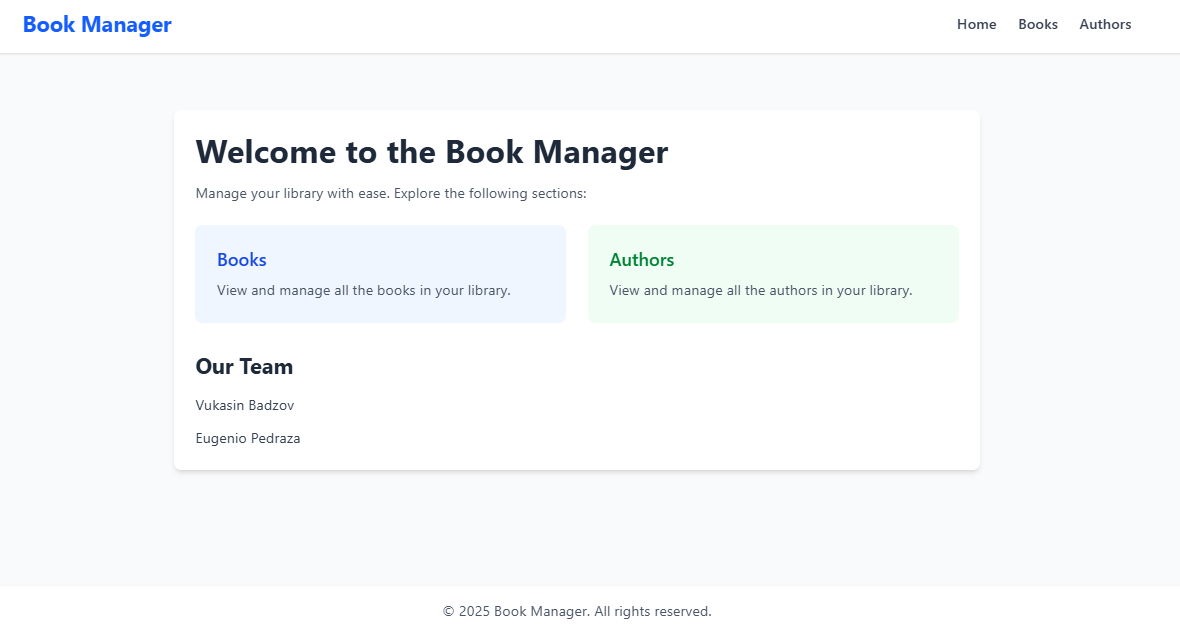 Book Manager
Home Books Authors
Welcome to the Book Manager
Manage your library with ease. Explore the following sections:
Books
View and manage all the books in your library.
Authors
View and manage all the authors in your library.
Our Team
Vukasin Badzov
Eugenio Pedraza
© 2025 Book Manager. All rights reserved.